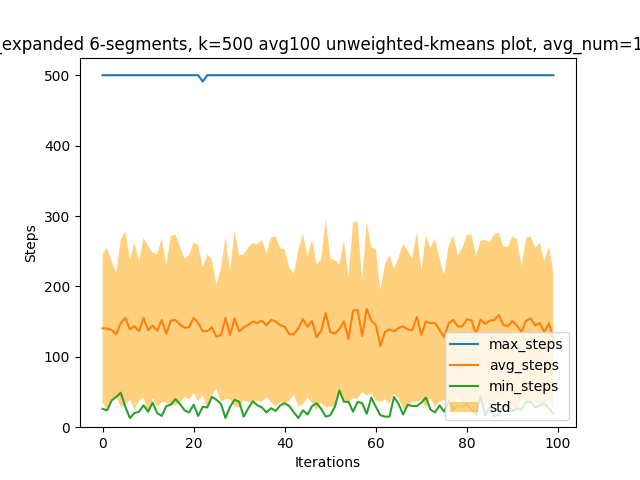 _expanded 6-segments, k=500 avg100 unweighted-kmeans plot, avg_num=1
500
400
300
200
100
0
Steps
max_steps
avg_steps
min_steps
std
0 20 40 60 80 100
Iterations